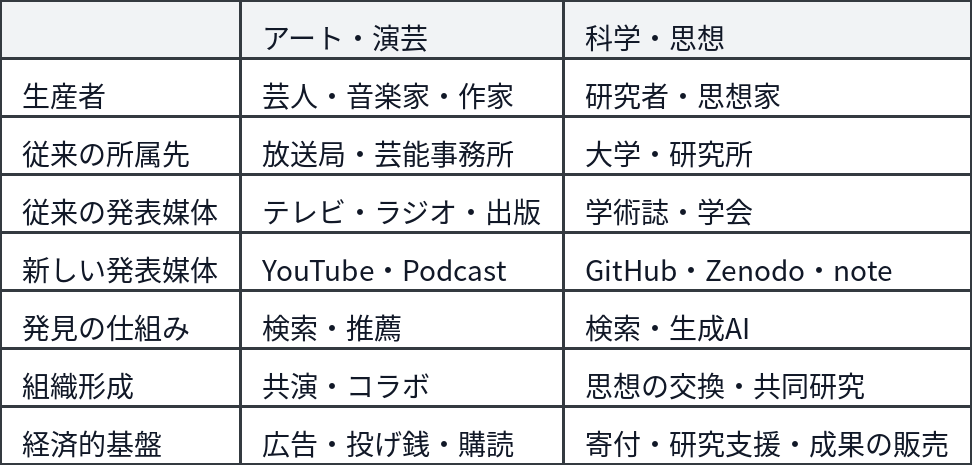 アート・演芸 科学・思想
生産者 芸人・音楽家・作家 研究者・思想家
従来の所属先 放送局・芸能事務所 大学・研究所
従来の発表媒体 テレビ・ラジオ・出版 学術誌・学会
新しい発表媒体 YouTube・Podcast GitHub・Zenodo・note
発見の仕組み 検索・推薦 検索・生成AI
組織形成 共演・コラボ 思想の交換・共同研究
経済的基盤 広告・投げ銭・購読 寄付・研究支援・成果の販売